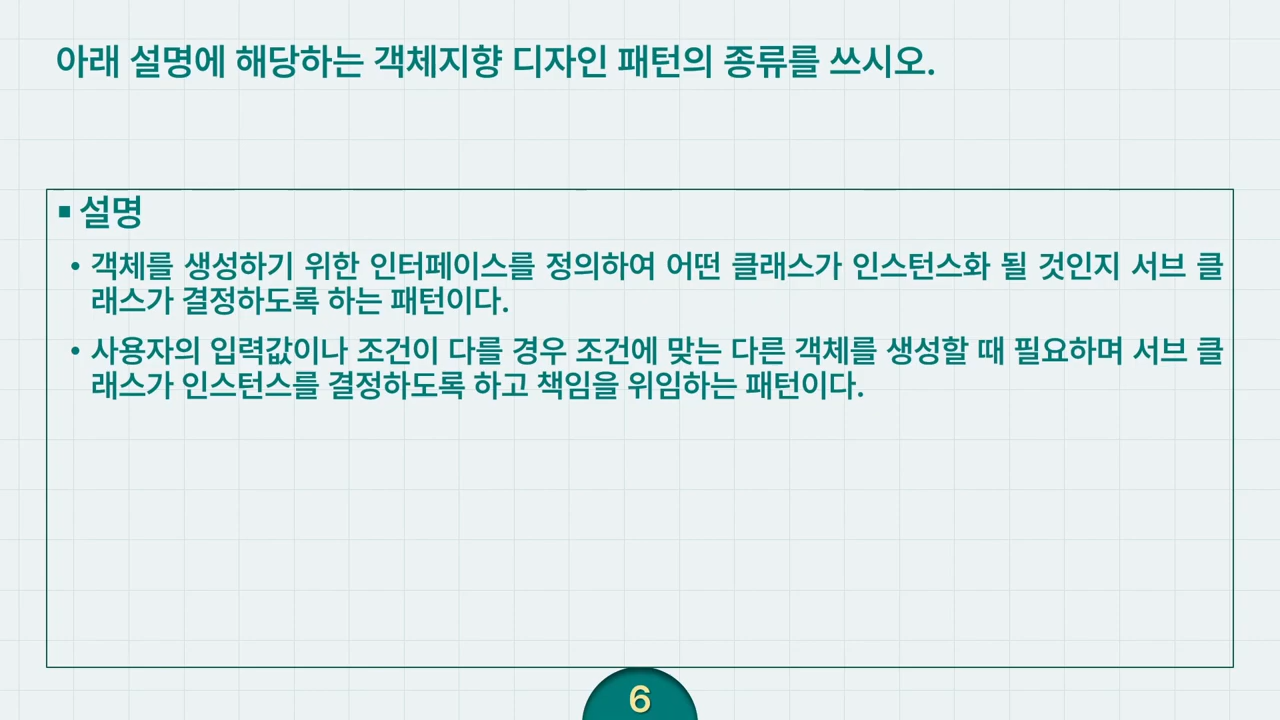 아래 설명에 해당하는 객체지향 디자인 패턴의 종류를 쓰시오.
▪ 설명
• 객체를 생성하기 위한 인터페이스를 정의하여 어떤 클래스가 인스턴스화 될 것인지 서브 클
래스가 결정하도록 하는 패턴이다.
• 사용자의 입력값이나 조건이 다를 경우 조건에 맞는 다른 객체를 생성할 때 필요하며 서브 클
래스가 인스턴스를 결정하도록 하고 책임을 위임하는 패턴이다.
6